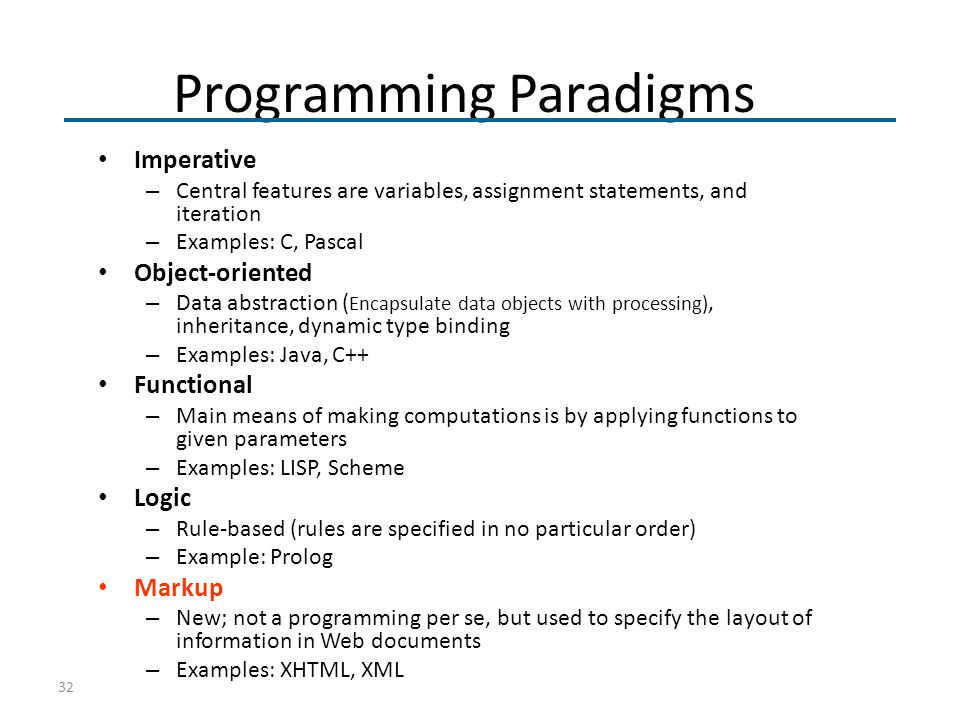 Programming Paradigms
• Imperative
– Central features are variables, assignment statements, and
iteration
– Examples: C, Pascal
• Object-oriented
– Data abstraction (Encapsulate data objects with processing),
inheritance, dynamic type binding
– Examples: Java, C++
• Functional
– Main means of making computations is by applying functions to
given parameters
– Examples: LISP, Scheme
• Logic
– Rule-based (rules are specified in no particular order)
– Example: Prolog
• Markup
– New; not a programming per se, but used to specify the layout of
information in Web documents
– Examples: XHTML, XML
32